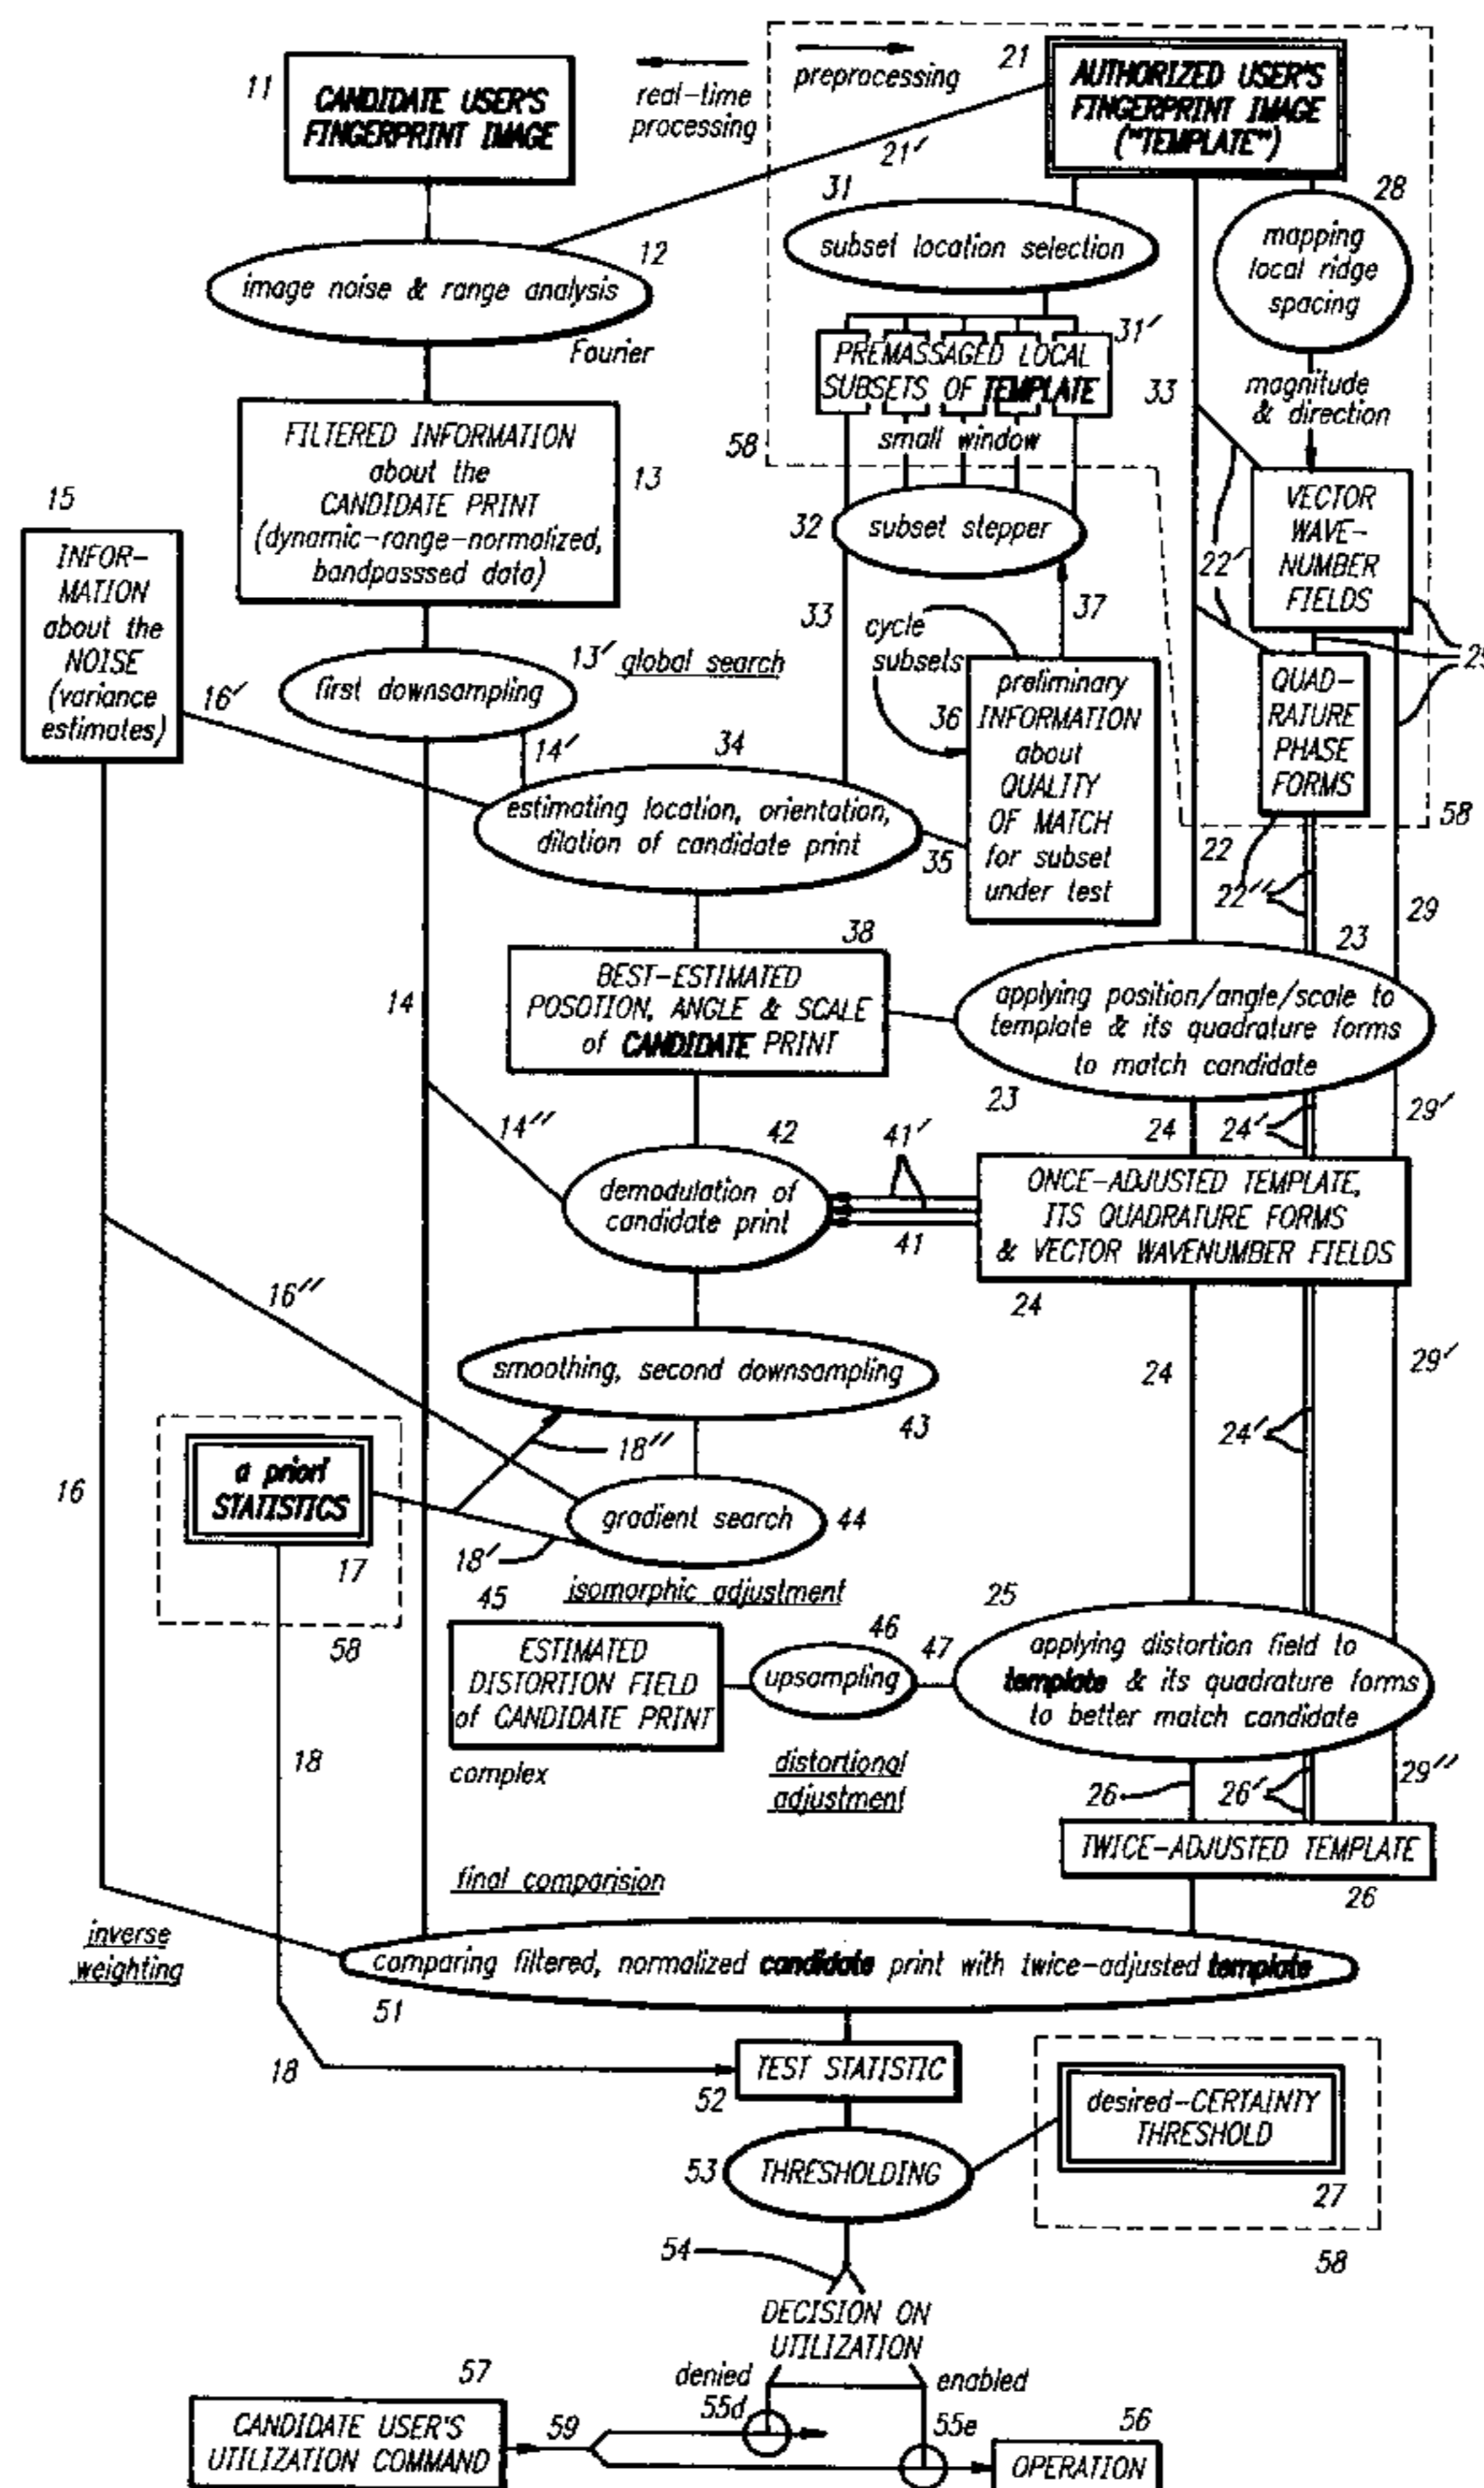 11
CANDIDATE USER'S
FINGERPRINT IMAGE
real-time
processing
preprocessing
21
AUTHORIZED USER'S
FINGERPRINT IMAGE
("TEMPLATE")
21'
31
subset location selection
28
mapping
local ridge
spacing
12
image noise & range analysis
Fourier
31'
PREMASSAGED LOCAL
SUBSETS OF TEMPLATE
small window
58
33
magnitude
& direction
FILTERED INFORMATION
about the
CANDIDATE PRINT
(dynamic-range-normalized,
bandpasssed data)
13
15
INFOR-
MATION
about the
NOISE
(variance
estimates)
32
subset stepper
22'
VECTOR
WAVE-
NUMBER
FIELDS
33
37
cycle
subsets
13'
global search
first downsampling
16'
14'
36
preliminary
INFORMATION
about
QUALITY
OF MATCH
for subset
under test
QUAD-
RATURE
PHASE
FORMS
58
34
estimating location, orientation,
dilation of candidate print
35
22
22''
29
38
BEST-ESTIMATED
POSOTION, ANGLE & SCALE
of CANDIDATE PRINT
14
23
applying position/angle/scale to
template & its quadrature forms
to match candidate
23
29'
14''
42
demodulation of
candidate print
41'
41
24
24'
ONCE-ADJUSTED TEMPLATE,
ITS QUADRATURE FORMS
& VECTOR WAVENUMBER FIELDS
24
16''
smoothing, second downsampling
43
24
29'
24'
18''
16
a priori
STATISTICS
17
58
gradient search
44
18'
isomorphic adjustment
45
ESTIMATED
DISTORTION FIELD
of CANDIDATE PRINT
complex
46
upsampling
47
25
applying distortion field to
template & its quadrature forms
to better match candidate
18
distortional
adjustment
26
26'
29''
TWICE-ADJUSTED TEMPLATE
26
final comparision
inverse
weighting
comparing filtered, normalized candidate print with twice-adjusted template
51
18
TEST STATISTIC
52
desired-CERTAINTY
THRESHOLD
27
58
53
THRESHOLDING
54
DECISION ON
UTILIZATION
denied
enabled
55d
55e
57
CANDIDATE USER'S
UTILIZATION COMMAND
59
56
OPERATION